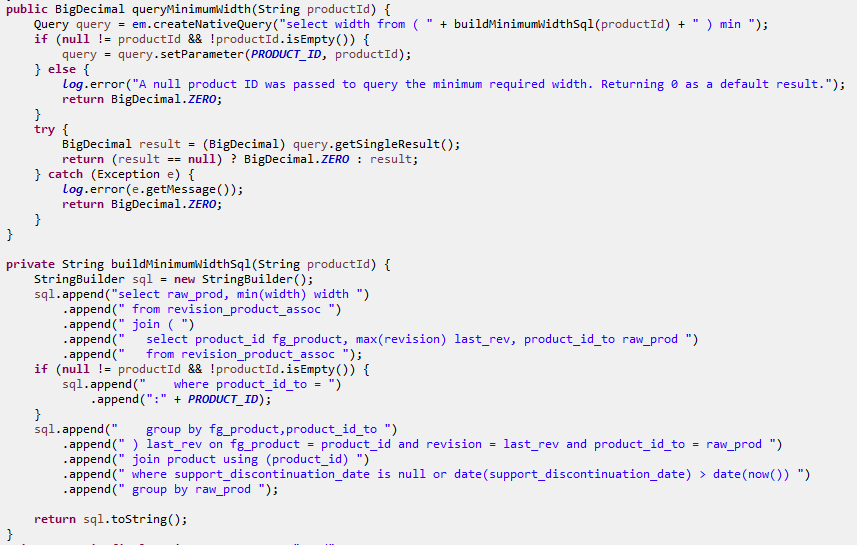 public BigDecimal queryMinimumWidth(String productId) {
    Query query = em.createNativeQuery("select width from ( " + buildMinimumWidthSql(productId) + " ) min ");
    if (null != productId && !productId.isEmpty()) {
        query = query.setParameter(PRODUCT_ID, productId);
    } else {
        log.error("A null product ID was passed to query the minimum required width. Returning 0 as a default result.");
        return BigDecimal.ZERO;
    }
    try {
        BigDecimal result = (BigDecimal) query.getSingleResult();
        return (result == null) ? BigDecimal.ZERO : result;
    } catch (Exception e) {
        log.error(e.getMessage());
        return BigDecimal.ZERO;
    }
}
private String buildMinimumWidthSql(String productId) {
    StringBuilder sql = new StringBuilder();
    sql.append("select raw_prod, min(width) width ")
        .append(" from revision_product_assoc ")
        .append(" join ( ")
        .append("   select product_id fg_product, max(revision) last_rev, product_id_to raw_prod ")
        .append("   from revision_product_assoc ");
    if (null != productId && !productId.isEmpty()) {
        sql.append("    where product_id_to = ")
            .append(":" + PRODUCT_ID);
    }
    sql.append("    group by fg_product,product_id_to ")
        .append(" ) last_rev on fg_product = product_id and revision = last_rev and product_id_to = raw_prod ")
        .append(" join product using (product_id) ")
        .append(" where support_discontinuation_date is null or date(support_discontinuation_date) > date(now()) ")
        .append(" group by raw_prod ");
    return sql.toString();
}